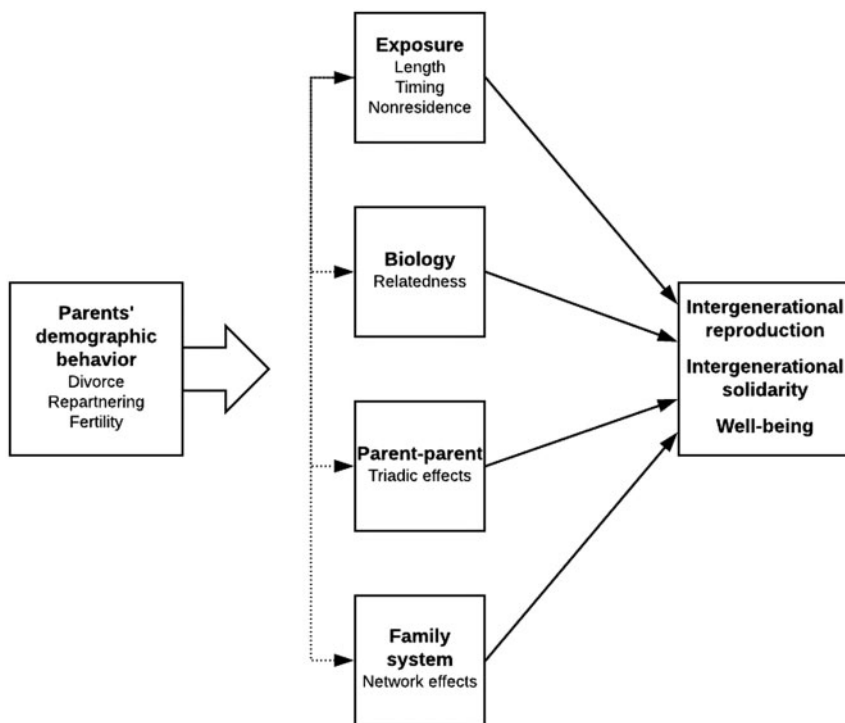 Parents'
demographic
behavior
Divorce
Repartnering
Fertility
Exposure
Length
Timing
Nonresidence
Biology
Relatedness
Parent-parent
Triadic effects
Family
system
Network effects
Intergenerational
reproduction
Intergenerational
solidarity
Well-being